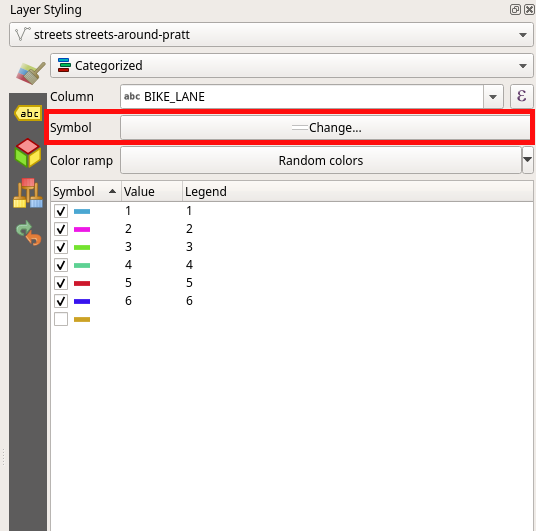 Layer Styling
streets streets-around-pratt
Categorized
Column abc BIKE_LANE ε
abc
Symbol Change...
Color ramp Random colors
Symbol Value Legend
1 1
2 2
3 3
4 4
5 5
6 6